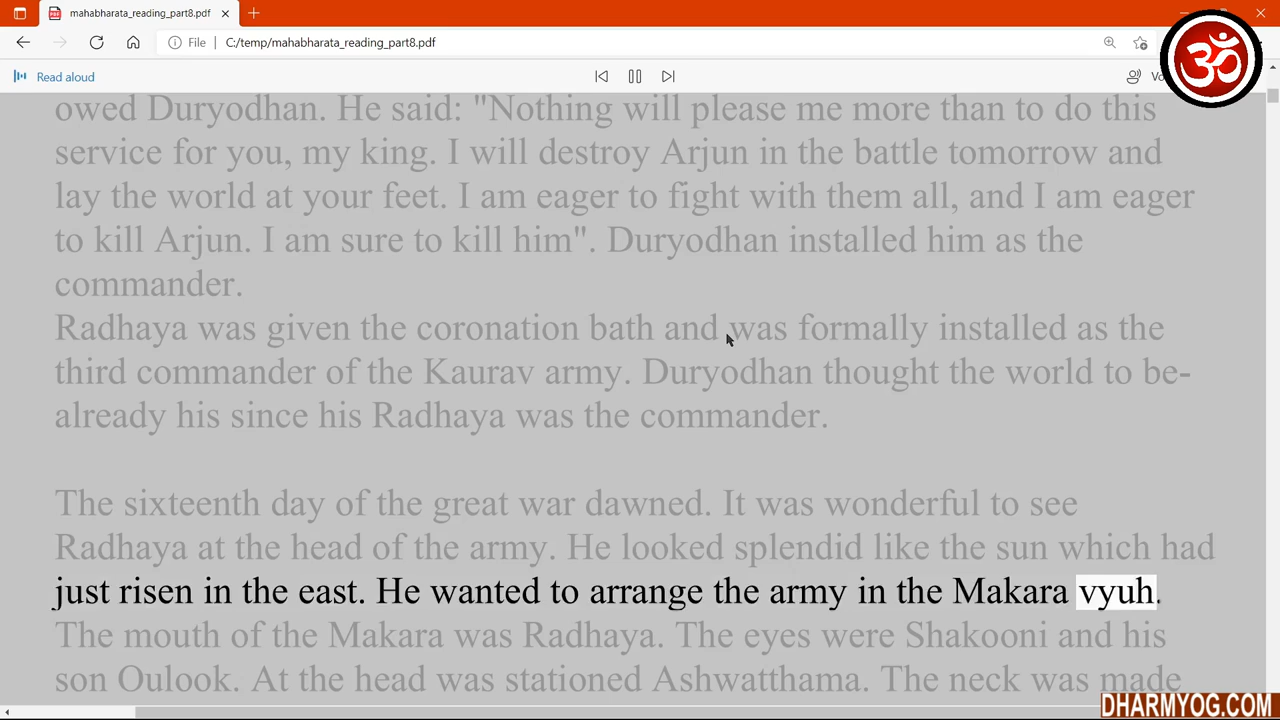 mahabharata_reading_part8.pdf
File
C:/temp/mahabharata_reading_part8.pdf
Read aloud
ॐ
owed Duryodhan. He said: "Nothing will please me more than to do this
service for you, my king. I will destroy Arjun in the battle tomorrow and
lay the world at your feet. I am eager to fight with them all, and I am eager
to kill Arjun. I am sure to kill him". Duryodhan installed him as the
commander.
Radhaya was given the coronation bath and was formally installed as the
third commander of the Kaurav army. Duryodhan thought the world to be-
already his since his Radhaya was the commander.
The sixteenth day of the great war dawned. It was wonderful to see
Radhaya at the head of the army. He looked splendid like the sun which had
just risen in the east. He wanted to arrange the army in the Makara vyuh.
The mouth of the Makara was Radhaya. The eyes were Shakooni and his
son Oulook. At the head was stationed Ashwatthama. The neck was made
DHARMYOG.COM